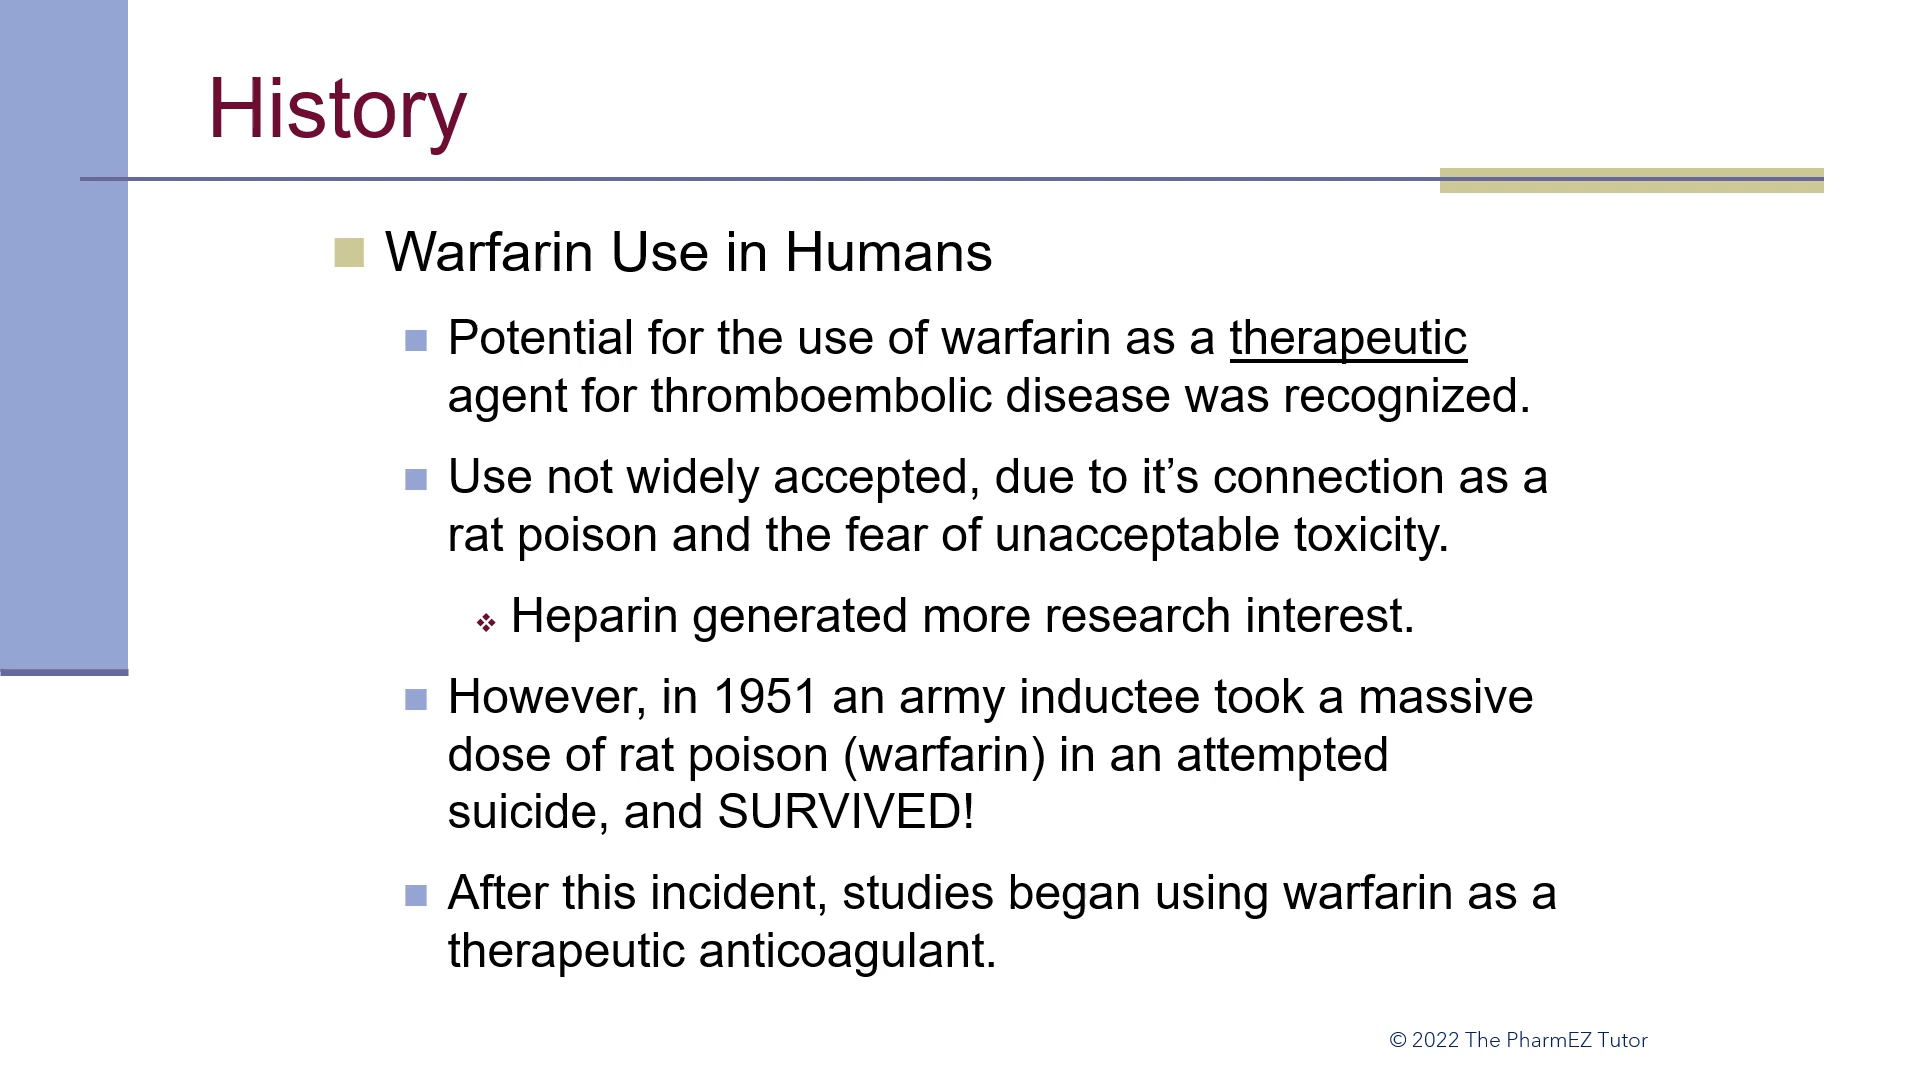 History
Warfarin Use in Humans
Potential for the use of warfarin as a therapeutic
agent for thromboembolic disease was recognized.
Use not widely accepted, due to it’s connection as a
rat poison and the fear of unacceptable toxicity.
Heparin generated more research interest.
However, in 1951 an army inductee took a massive
dose of rat poison (warfarin) in an attempted
suicide, and SURVIVED!
After this incident, studies began using warfarin as a
therapeutic anticoagulant.
© 2022 The PharmEZ Tutor